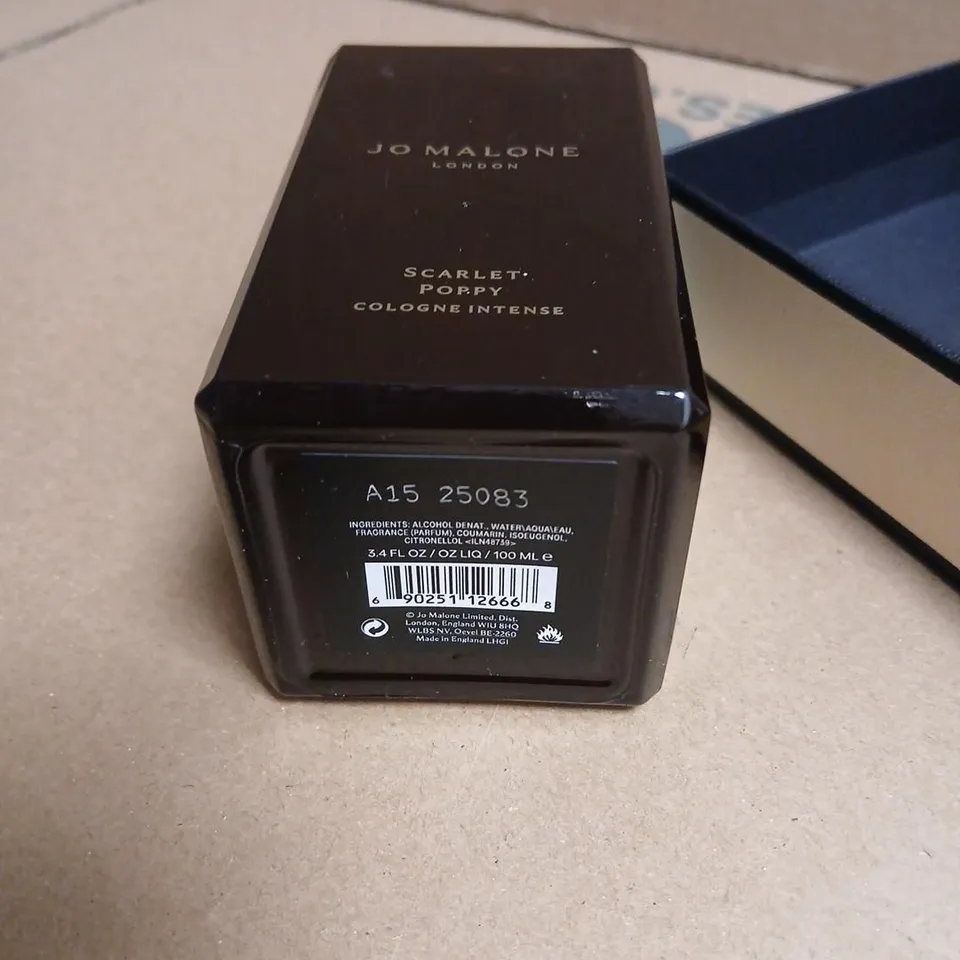 JO MALONE
LONDON
SCARLET
POPPY
COLOGNE INTENSE
A15 25083
INGREDIENTS: ALCOHOL DENAT., WATER\AQUA\EAU,
FRAGRANCE (PARFUM), COUMARIN, ISOEUGENOL,
CITRONELLOL <ILN48739>
3.4 FL OZ / OZ LIQ / 100 ML e
6 90251 12666 8
© Jo Malone Limited, Dist.
London, England W1U 8HQ
WLBS NV, Oevel BE-2260
Made in England LHGI